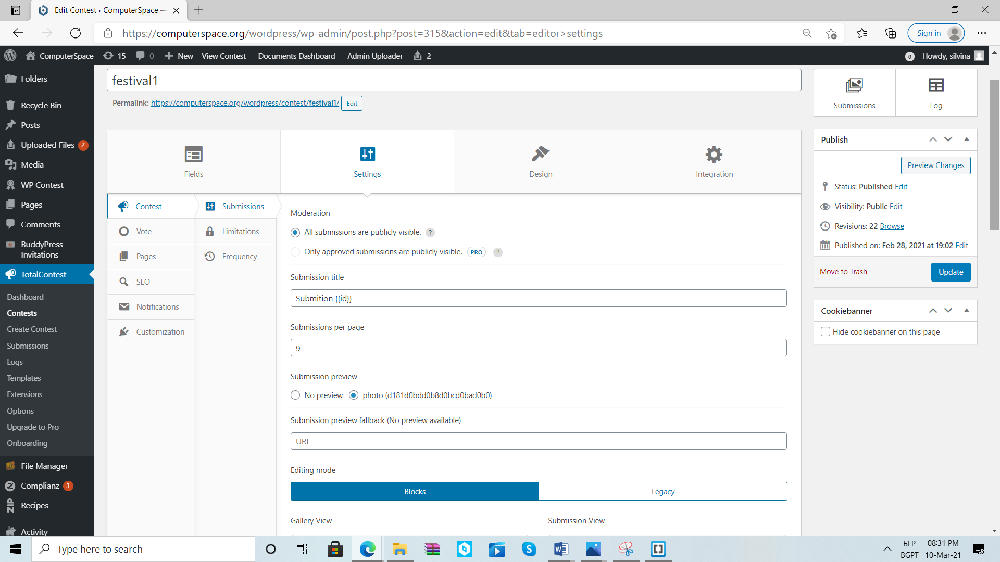 Edit Contest ‹ ComputerSpace —
https://computerspace.org/wordpress/wp-admin/post.php?post=315&action=edit&tab=editor>settings
Sign in
ComputerSpace 15 0 New View Contest Documents Dashboard Admin Uploader 2
0 Howdy, silvina
Folders
Recycle Bin
Posts
Uploaded Files 2
Media
WP Contest
Pages
Comments
BuddyPress
Invitations
TotalContest
Dashboard
Contests
Create Contest
Submissions
Logs
Templates
Extensions
Options
Upgrade to Pro
Onboarding
File Manager
Complianz 3
Recipes
Activity
festival1
Permalink: https://computerspace.org/wordpress/contest/festival1/ Edit
Fields
Settings
Design
Integration
Contest
Vote
Pages
SEO
Notifications
Customization
Submissions
Limitations
Frequency
Moderation
All submissions are publicly visible. ?
Only approved submissions are publicly visible. PRO ?
Submission title
Submition {{id}}
Submissions per page
9
Submission preview
No preview photo (d181d0bdd0b8d0bcd0bad0b0)
Submission preview fallback (No preview available)
URL
Editing mode
Blocks Legacy
Gallery View Submission View
Submissions Log
Publish
Preview Changes
Status: Published Edit
Visibility: Public Edit
Revisions: 22 Browse
Published on: Feb 28, 2021 at 19:02 Edit
Move to Trash Update
Cookiebanner
Hide cookiebanner on this page
Type here to search
БГР 08:31 PM
BGPT 10-Mar-21